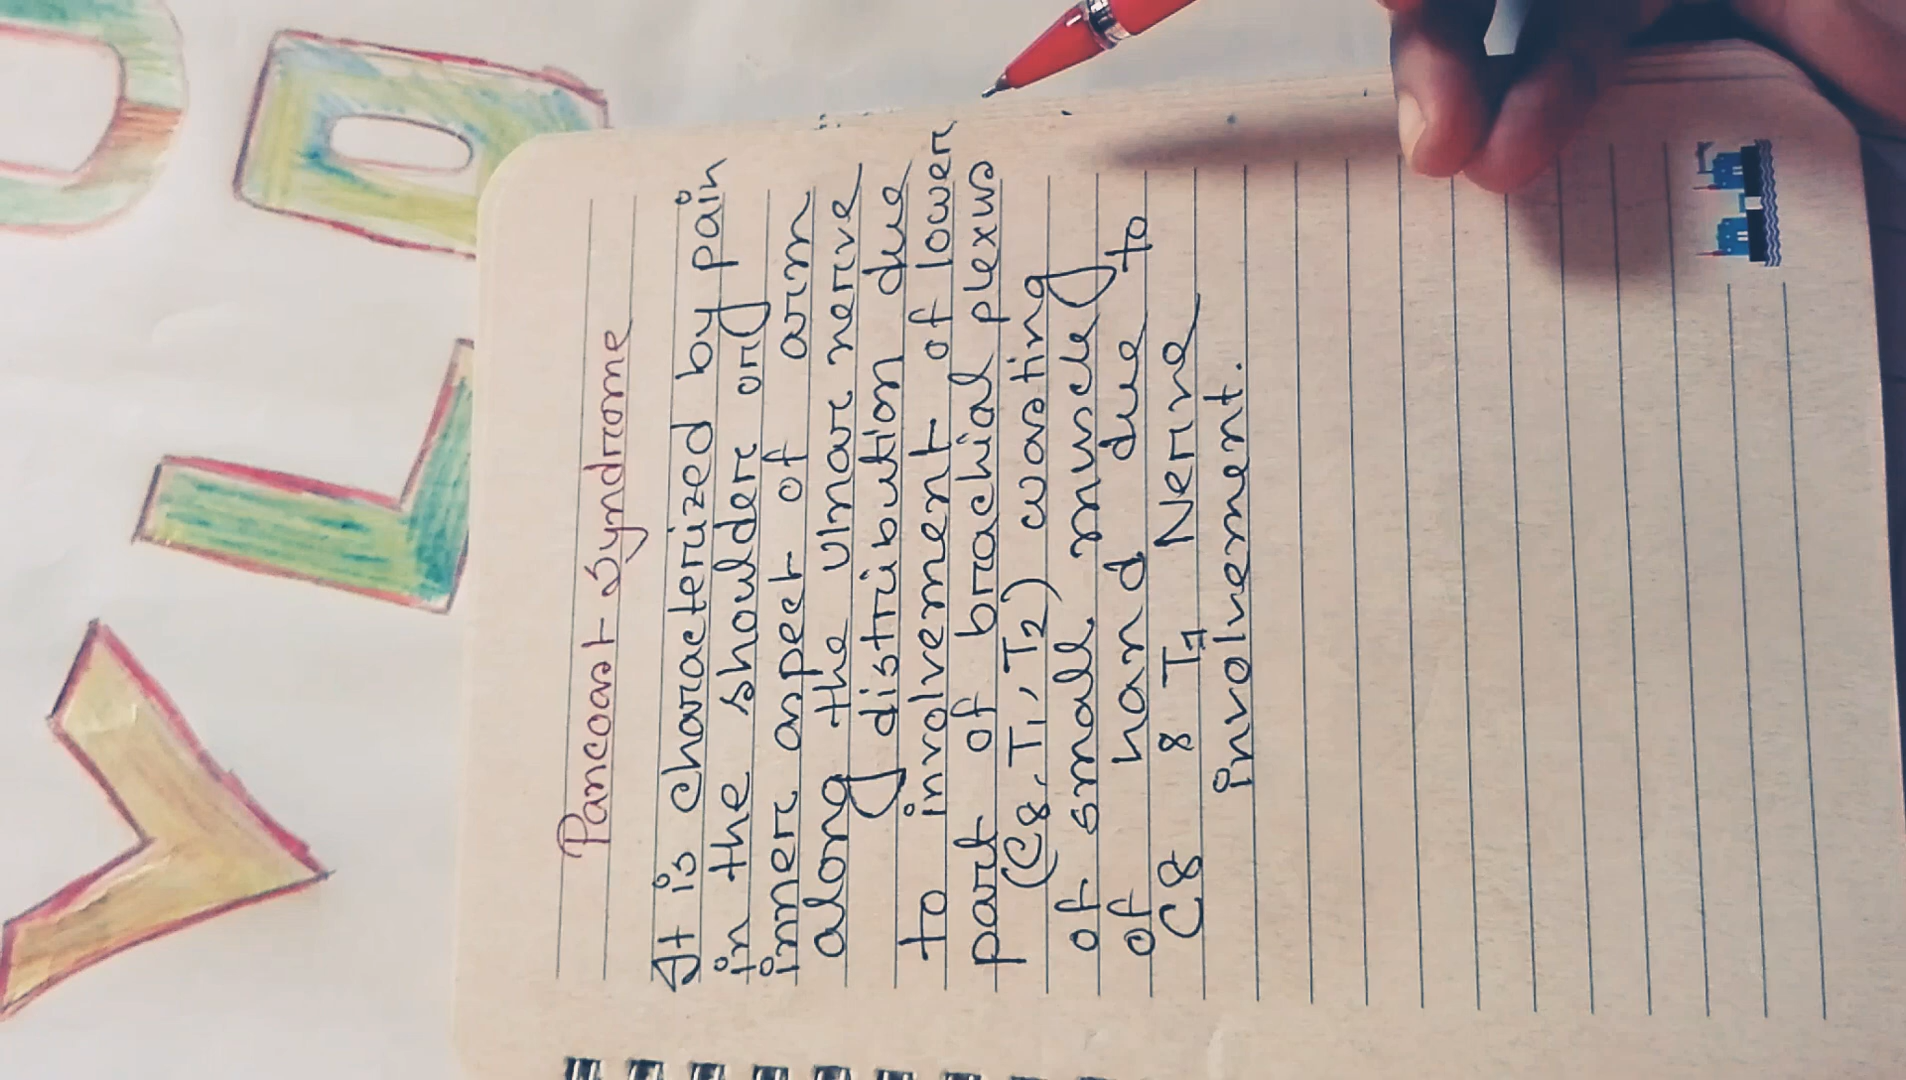 Pancoast Syndrome
It is characterized by pain
in the shoulder and
inner aspect of arm
along the ulnar nerve
distribution due
to involvement of lower
part of brachial plexus
(C8, T1, T2) wasting
of small muscle
of hand due to
C8 8 T1 Nerine
involvement.